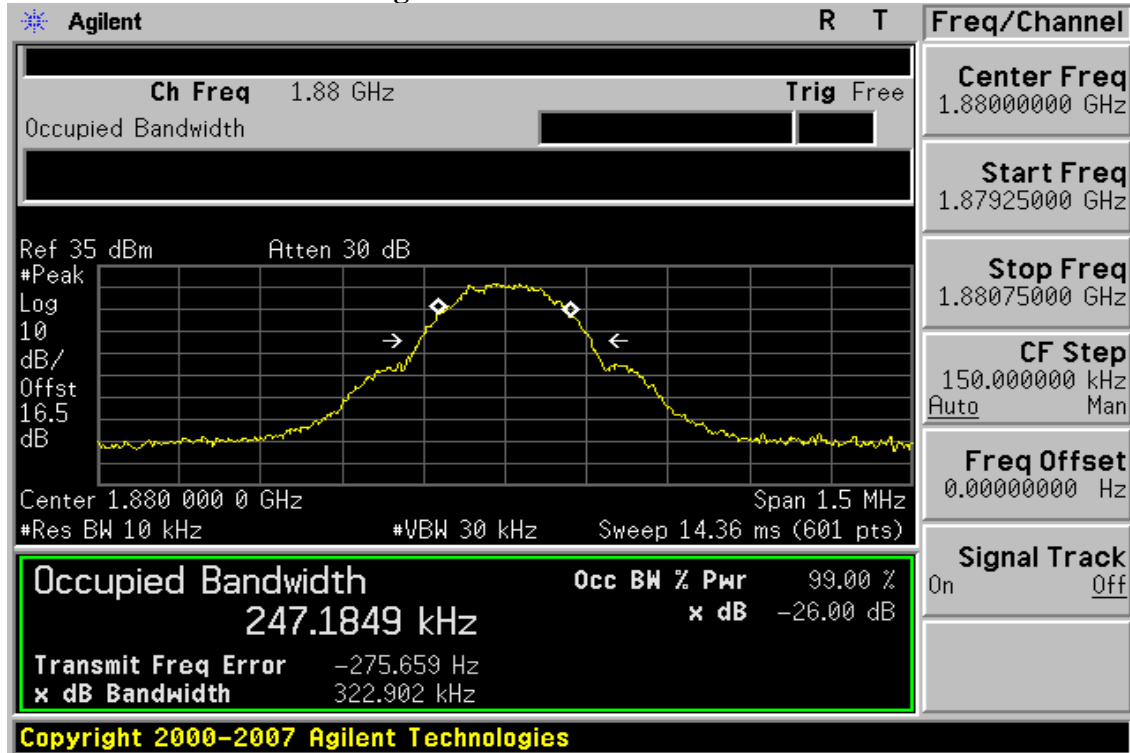 Agilent R T
Freq/Channel
Ch Freq 1.88 GHz Trig Free
Occupied Bandwidth
Center Freq
1.88000000 GHz
Start Freq
1.87925000 GHz
Stop Freq
1.88075000 GHz
CF Step
150.000000 kHz
Auto Man
Freq Offset
0.00000000 Hz
Signal Track
On Off
Ref 35 dBm Atten 30 dB
#Peak
Log
10
dB/
Offst
16.5
dB
Center 1.880 000 0 GHz Span 1.5 MHz
#Res BW 10 kHz #VBW 30 kHz Sweep 14.36 ms (601 pts)
Occupied Bandwidth
247.1849 kHz
Occ BW % Pwr 99.00 %
x dB -26.00 dB
Transmit Freq Error -275.659 Hz
x dB Bandwidth 322.902 kHz
Copyright 2000-2007 Agilent Technologies